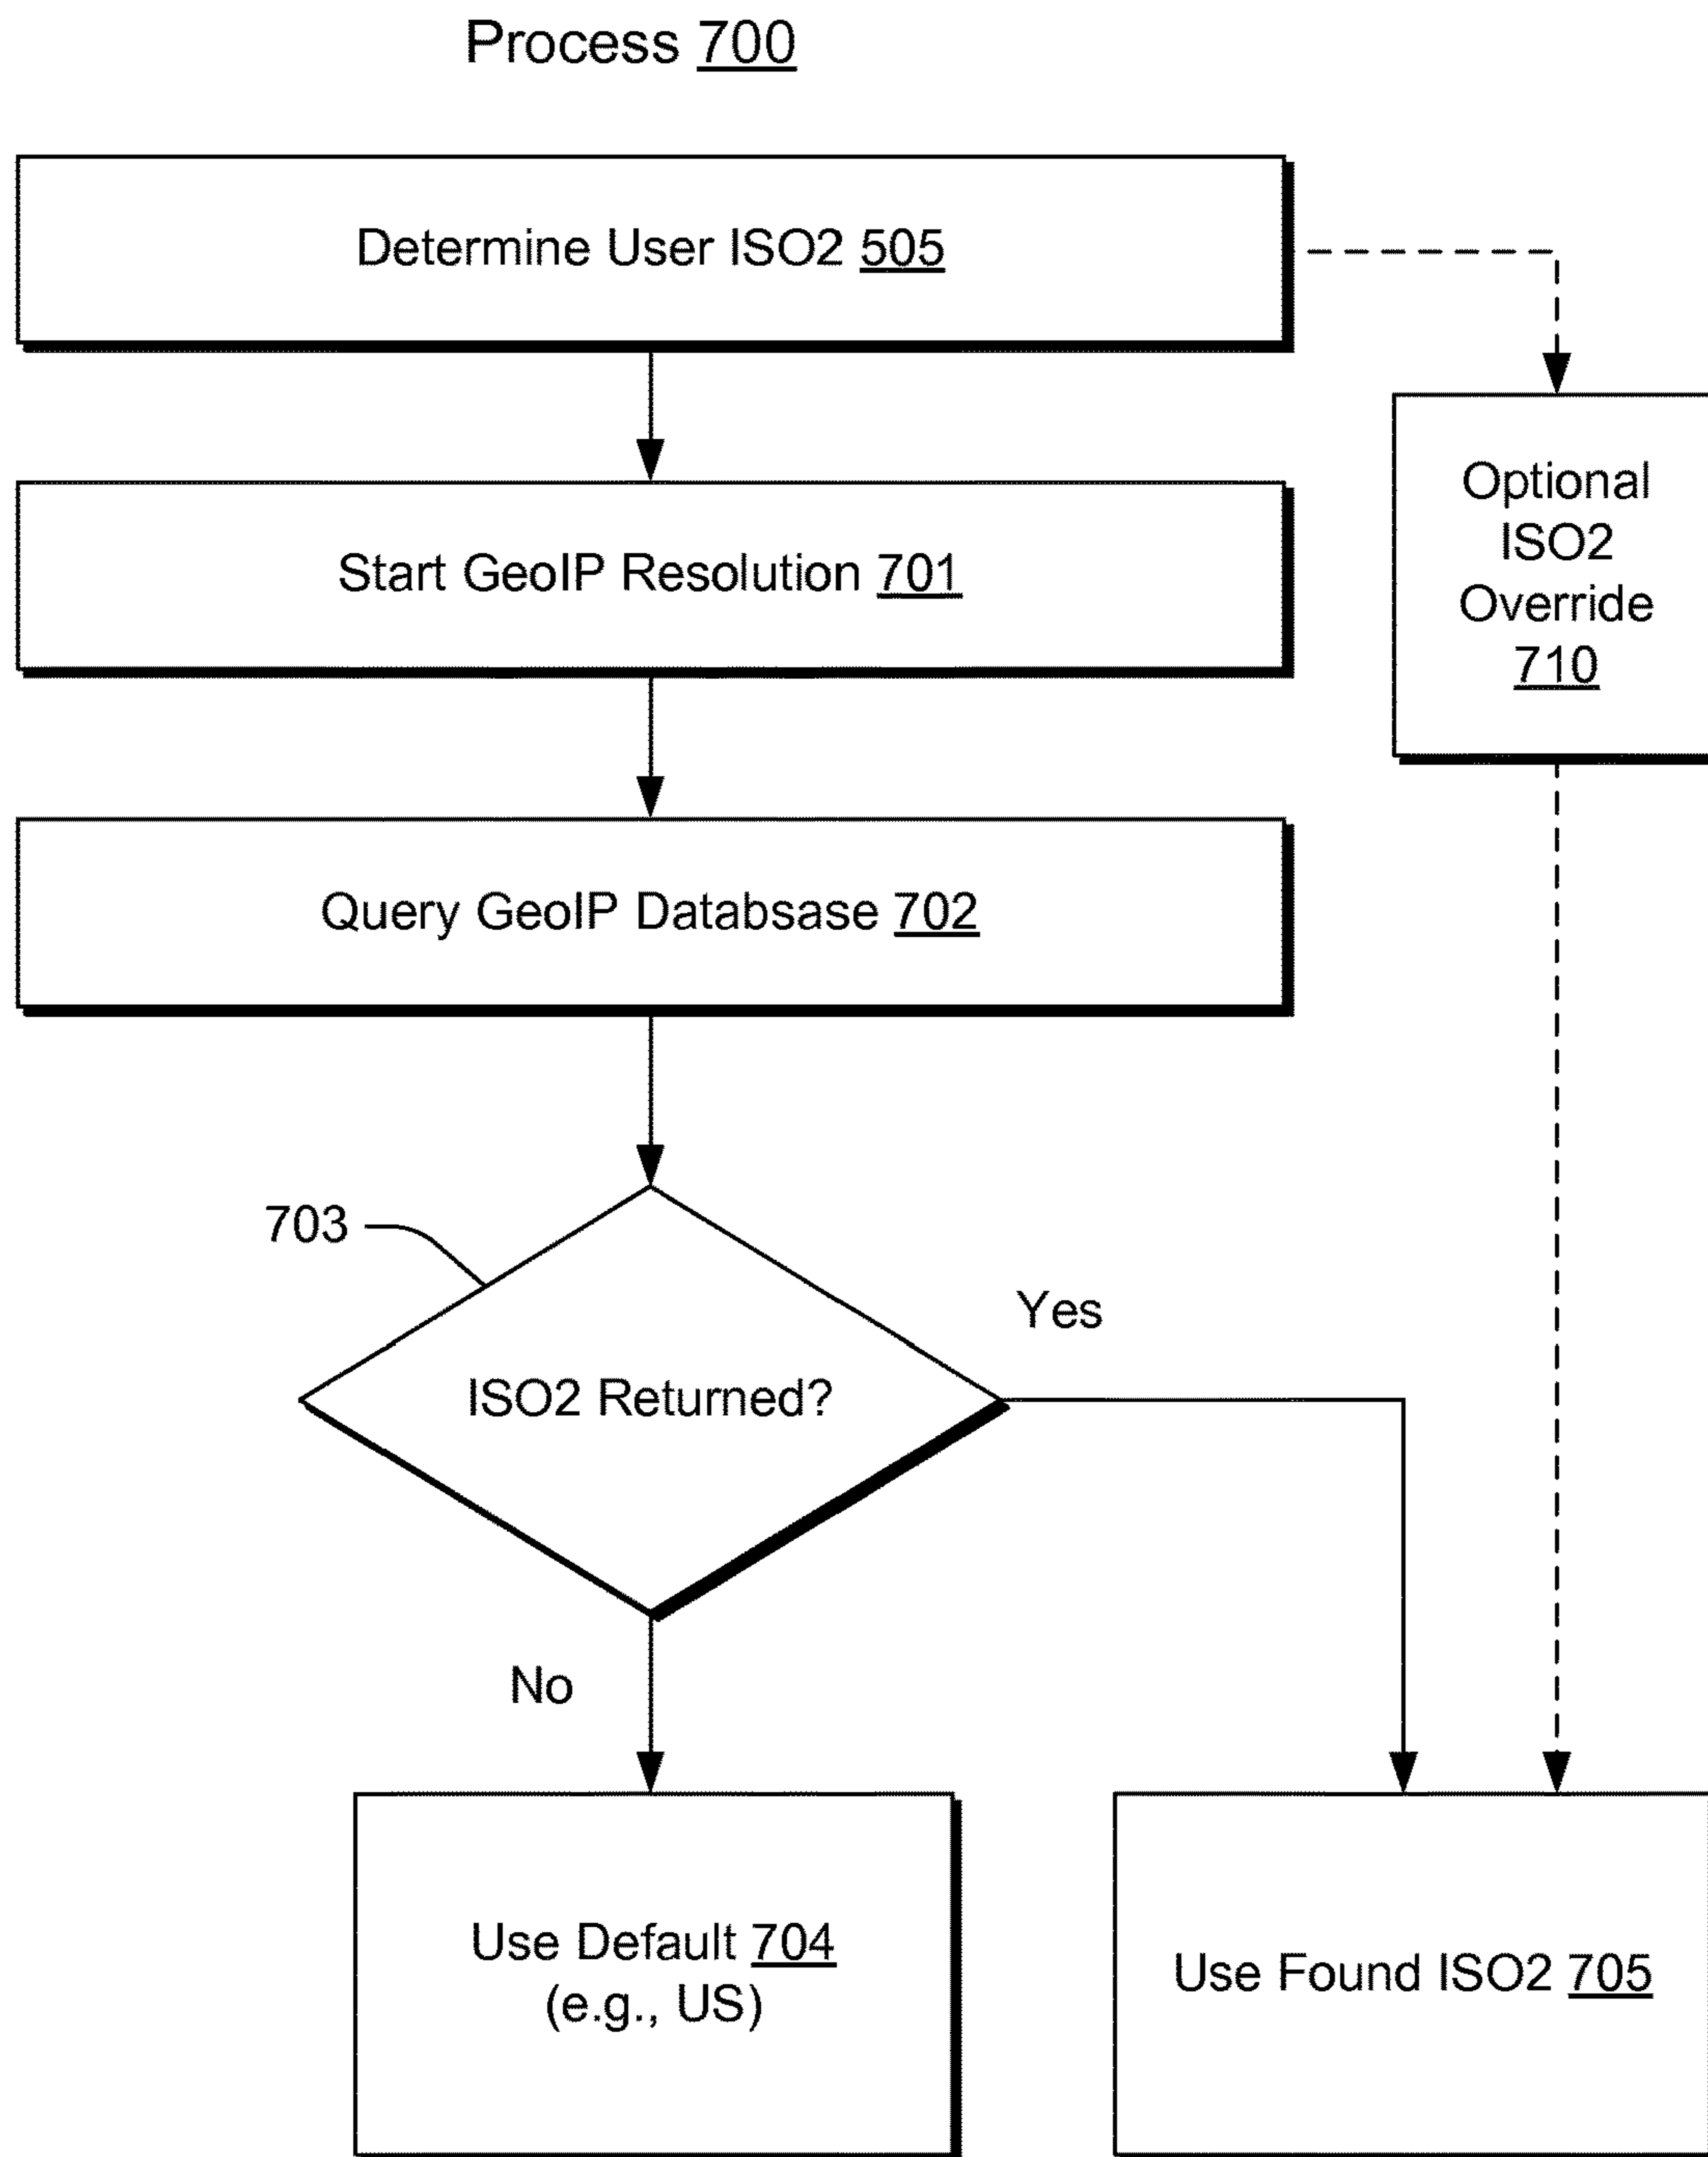 Process 700
Determine User ISO2 505
Start GeoIP Resolution 701
Optional
ISO2
Override
710
Query GeoIP Databsase 702
703
Yes
ISO2 Returned?
No
Use Default 704
(e.g., US)
Use Found ISO2 705